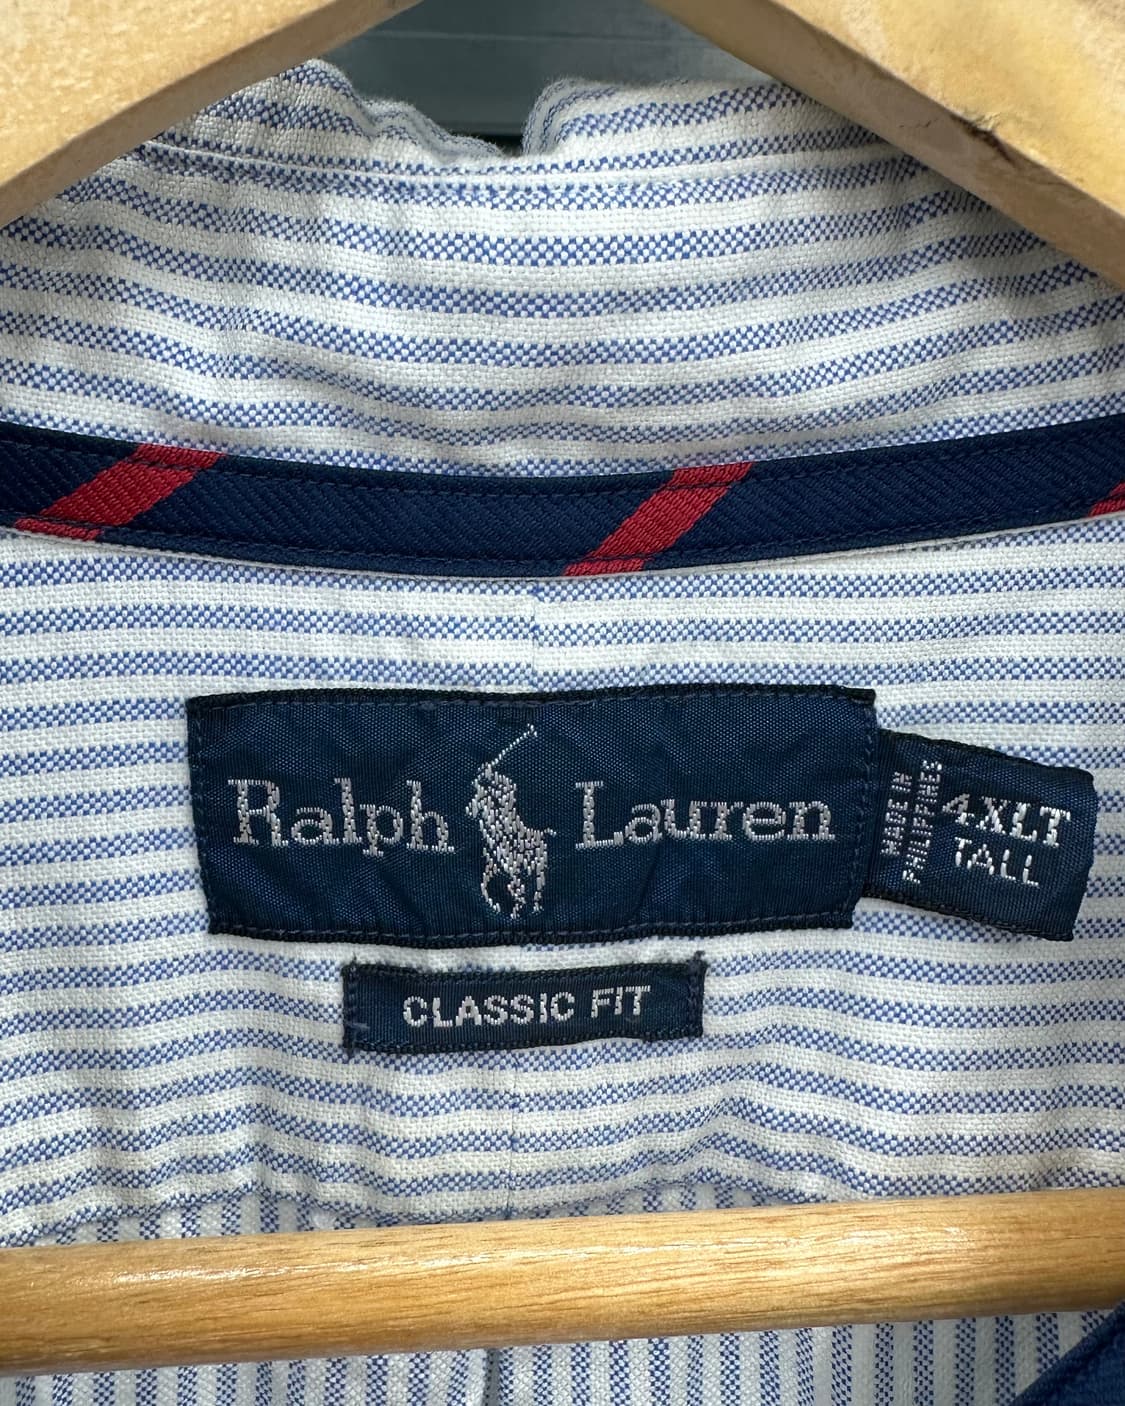 Ralph Lauren
MADE IN
PHILIPPINES
4XLT
TALL
CLASSIC FIT